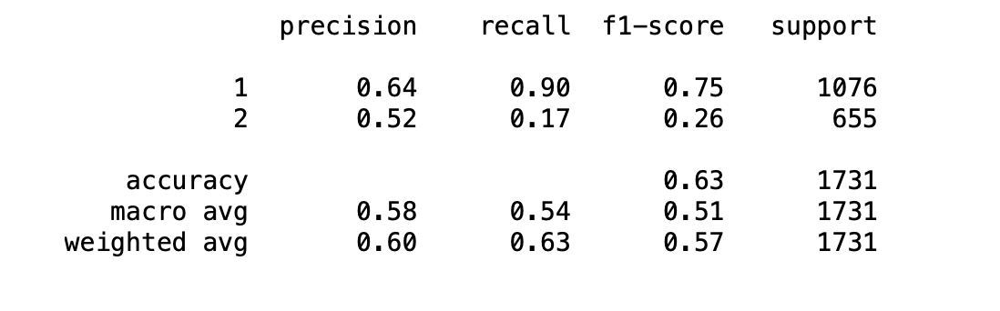 precision recall f1-score support
1 0.64 0.90 0.75 1076
2 0.52 0.17 0.26 655
accuracy 0.63 1731
macro avg 0.58 0.54 0.51 1731
weighted avg 0.60 0.63 0.57 1731